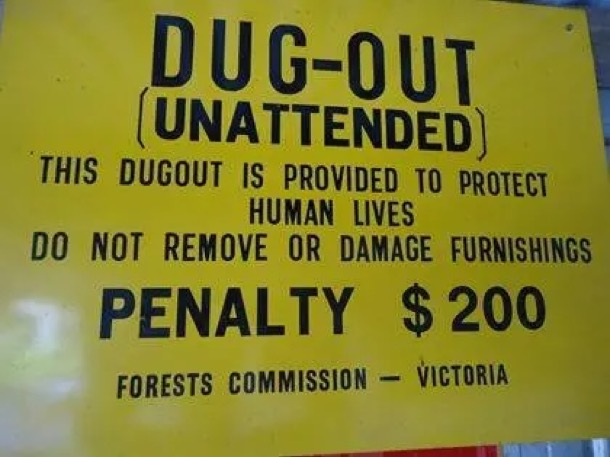 DUG-OUT
[UNATTENDED]
THIS DUGOUT IS PROVIDED TO PROTECT
HUMAN LIVES
DO NOT REMOVE OR DAMAGE FURNISHINGS
PENALTY $200
FORESTS COMMISSION — VICTORIA